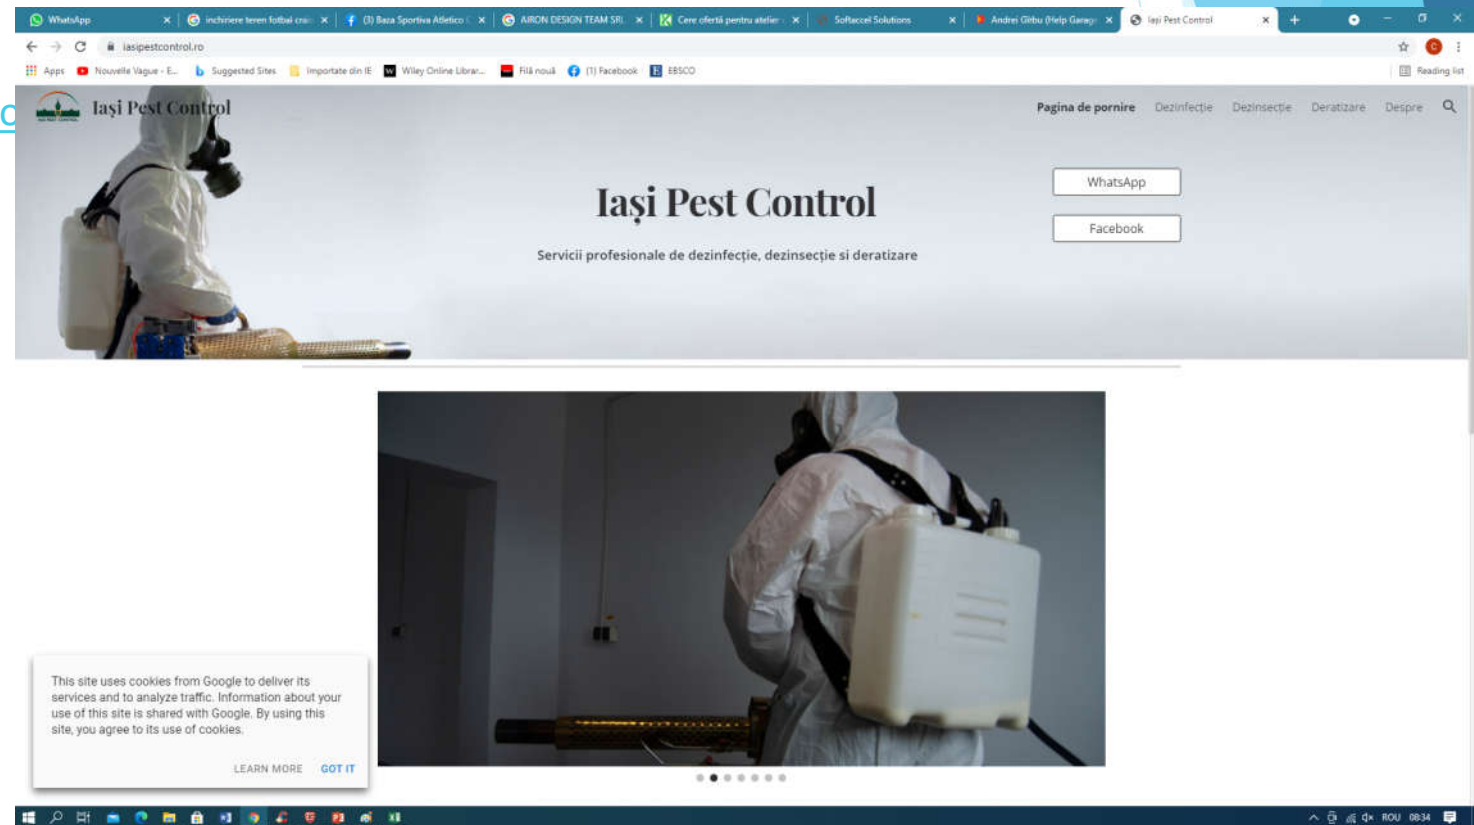 WhatsApp
inchiriere teren fotbal crai
(3) Baza Sportiva Atletico C
AIRON DESIGN TEAM SRL
Cere ofertă pentru atelier
Softaccel Solutions
Andrei Gîrbu (Help Garage
Iași Pest Control
iasipestcontrol.ro
Apps
Nouvelle Vague - E...
Suggested Sites
Importate din IE
Wiley Online Librar...
Filă nouă
(1) Facebook
EBSCO
Reading list
Iași Pest Control
Pagina de pornire
Dezinfecție
Dezinsecție
Deratizare
Despre
Iași Pest Control
WhatsApp
Facebook
Servicii profesionale de dezinfecție, dezinsecție si deratizare
This site uses cookies from Google to deliver its
services and to analyze traffic. Information about your
use of this site is shared with Google. By using this
site, you agree to its use of cookies.
LEARN MORE GOT IT
ROU 08:34